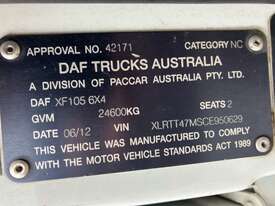 APPROVAL NO. 42171 CATEGORY NC
DAF TRUCKS AUSTRALIA
A DIVISION OF PACCAR AUSTRALIA PTY. LTD.
DAF XF105 6X4
GVM 24600KG SEATS 2
DATE 06/12 VIN XLRTT47MSCE950629
THIS VEHICLE WAS MANUFACTURED TO COMPLY
WITH THE MOTOR VEHICLE STANDARDS ACT 1989